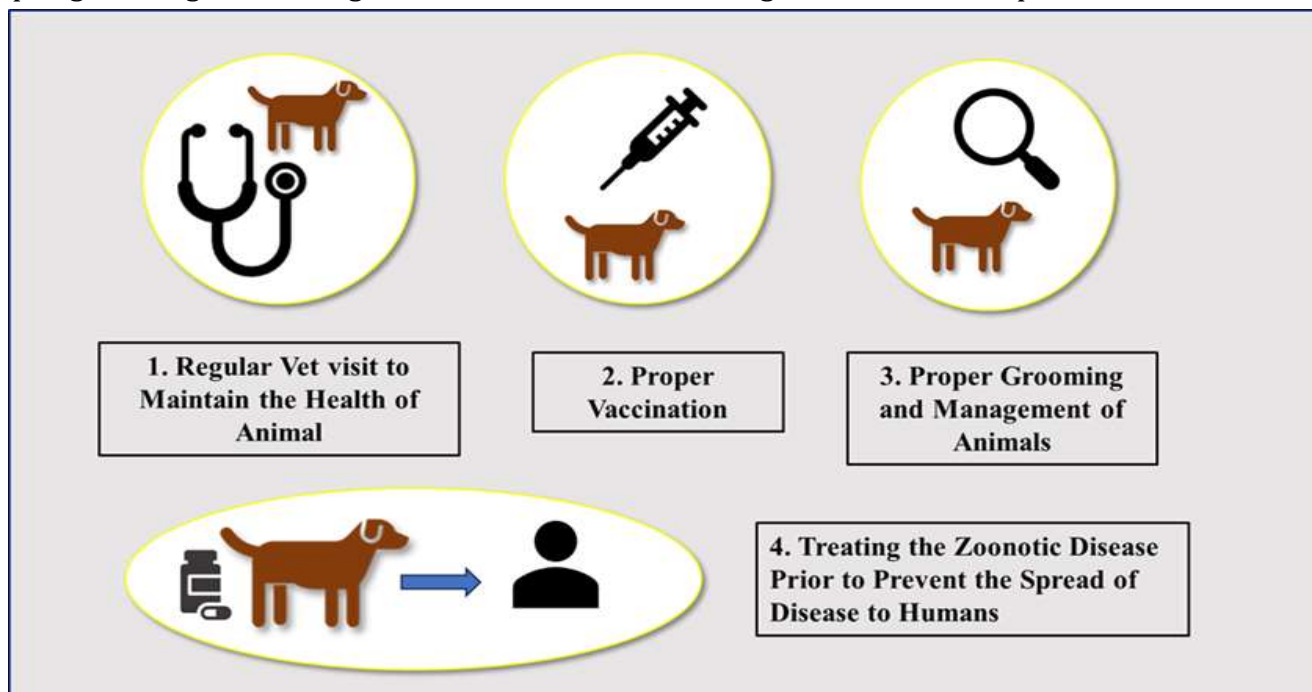 1. Regular Vet visit to
Maintain the Health of
Animal
2. Proper
Vaccination
3. Proper Grooming
and Management of
Animals
4. Treating the Zoonotic Disease
Prior to Prevent the Spread of
Disease to Humans